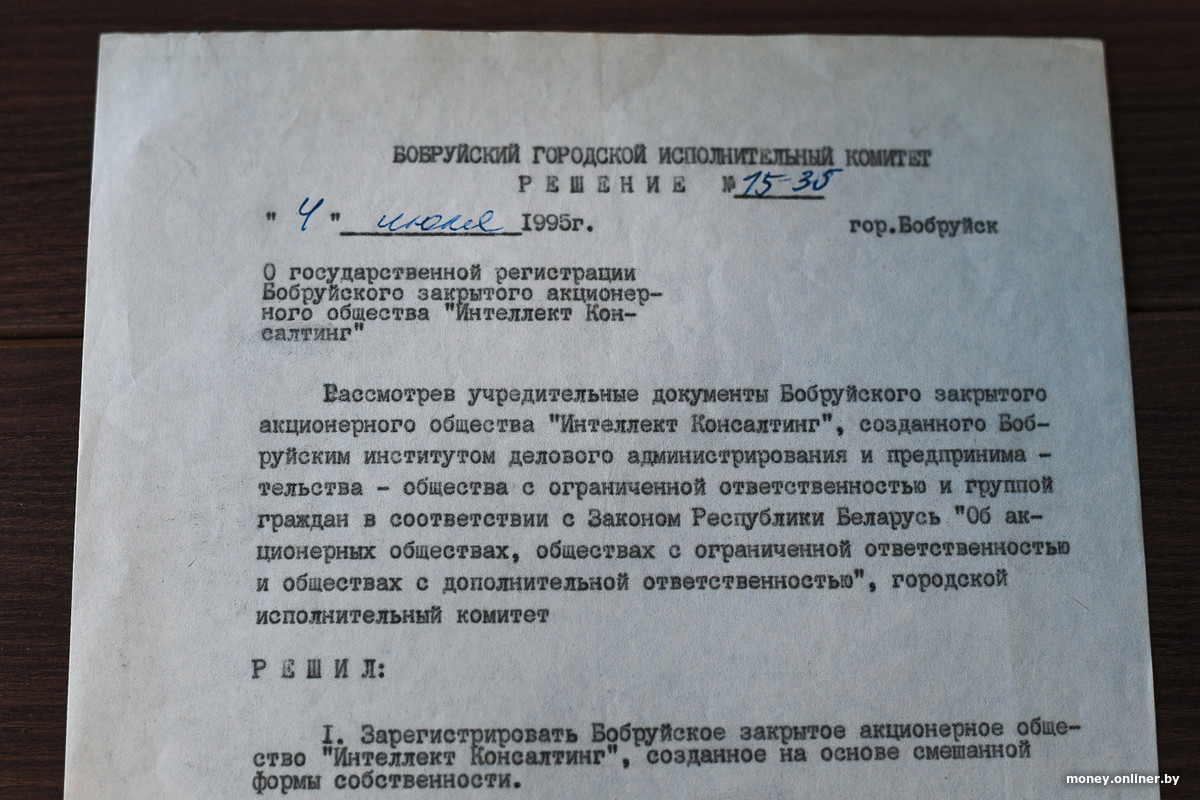 БОБРУЙСКИЙ ГОРОДСКОЙ ИСПОЛНИТЕЛЬНЫЙ КОМИТЕТ
Р Е Ш Е Н И Е № 15-35
" 4 " июля 1995г. гор.Бобруйск
О государственной регистрации
Бобруйского закрытого акционер-
ного общества "Интеллект Кон-
салтинг"
Рассмотрев учредительные документы Бобруйского закрытого
акционерного общества "Интеллект Консалтинг", созданного Боб-
руйским институтом делового администрирования и предпринима -
тельства - общества с ограниченной ответственностью и группой
граждан в соответствии с Законом Республики Беларусь "Об ак-
ционерных обществах, обществах с ограниченной ответственностью
и обществах с дополнительной ответственностью", городской
исполнительный комитет
Р Е Ш И Л:
I. Зарегистрировать Бобруйское закрытое акционерное обще-
ство "Интеллект Консалтинг", созданное на основе смешанной
формы собственности.
money.onliner.by